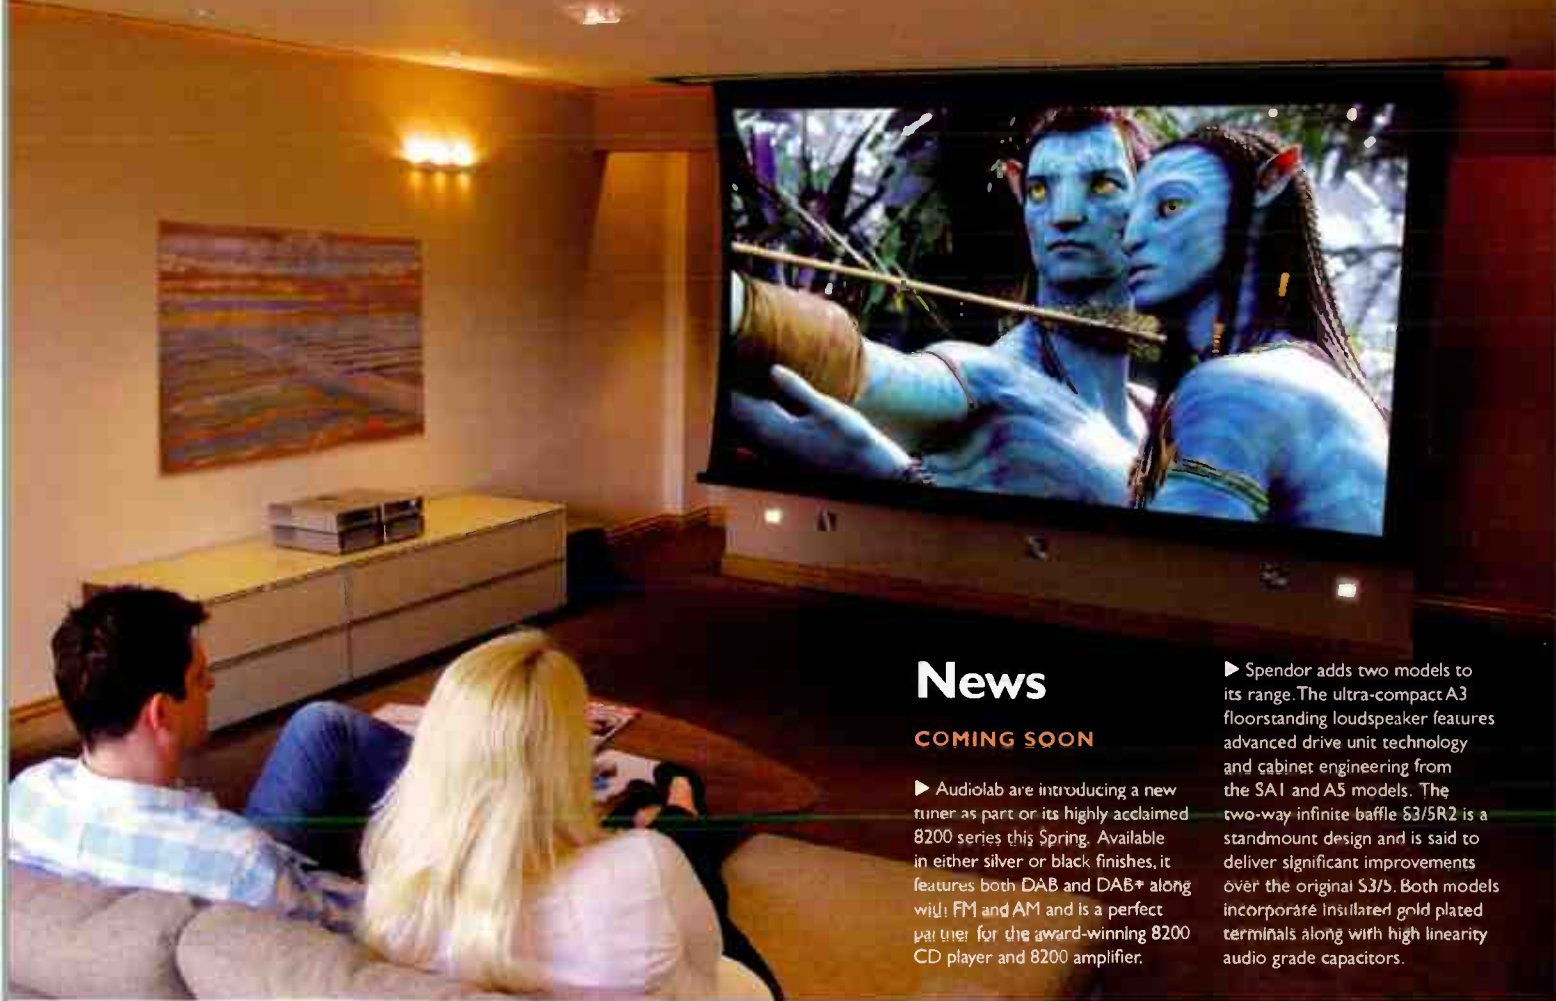 News
COMING SOON
▶ Audiolab are introducing a new
tuner as part or its highly acclaimed
8200 series this Spring. Available
in either silver or black finishes, it
features both DAB and DAB+ along
with FM and AM and is a perfect
partner for the award-winning 8200
CD player and 8200 amplifier.
▶ Spendor adds two models to
its range. The ultra-compact A3
floorstanding loudspeaker features
advanced drive unit technology
and cabinet engineering from
the SA1 and A5 models. The
two-way infinite baffle S3/5R2 is a
standmount design and is said to
deliver significant improvements
over the original S3/5. Both models
incorporate insulated gold plated
terminals along with high linearity
audio grade capacitors.